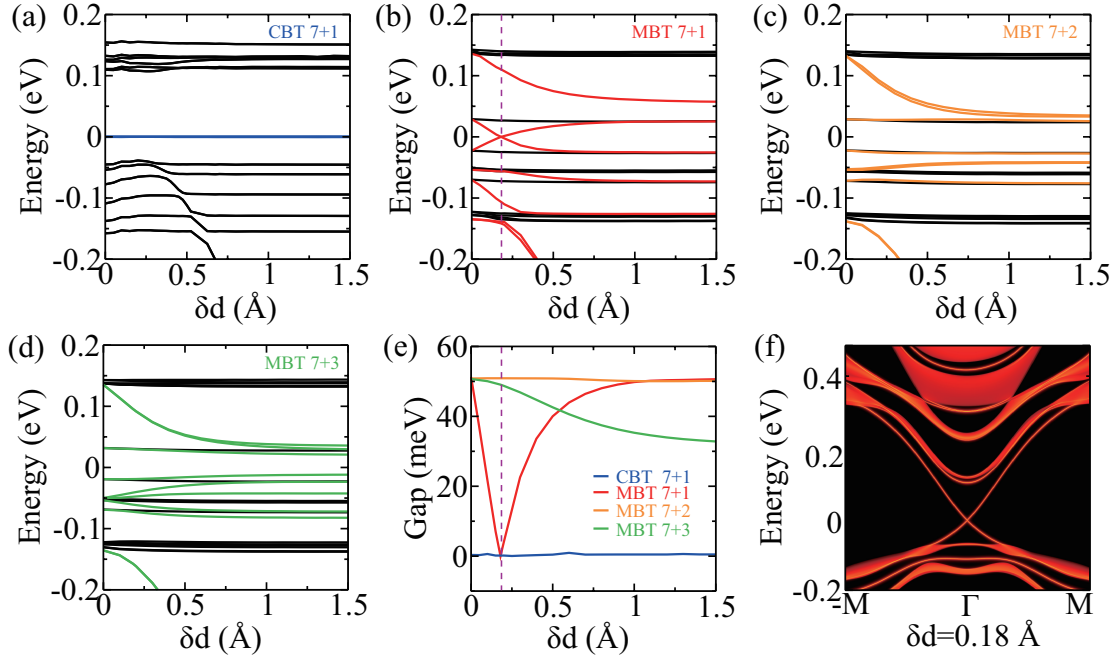 (a)
CBT 7+1
0.2
0.1
0
-0.1
-0.2
Energy (eV)
0 0.5 1 1.5
δd (Å)
(b)
MBT 7+1
0.2
0.1
0
-0.1
-0.2
Energy (eV)
0 0.5 1 1.5
δd (Å)
(c)
MBT 7+2
0.2
0.1
0
-0.1
-0.2
Energy (eV)
0 0.5 1 1.5
δd (Å)
(d)
MBT 7+3
0.2
0.1
0
-0.1
-0.2
Energy (eV)
0 0.5 1 1.5
δd (Å)
(e)
60
40
20
0
Gap (meV)
CBT 7+1
MBT 7+1
MBT 7+2
MBT 7+3
0 0.5 1 1.5
δd (Å)
(f)
0.4
0.2
0
-0.2
Energy (eV)
-M Γ M
δd=0.18 Å